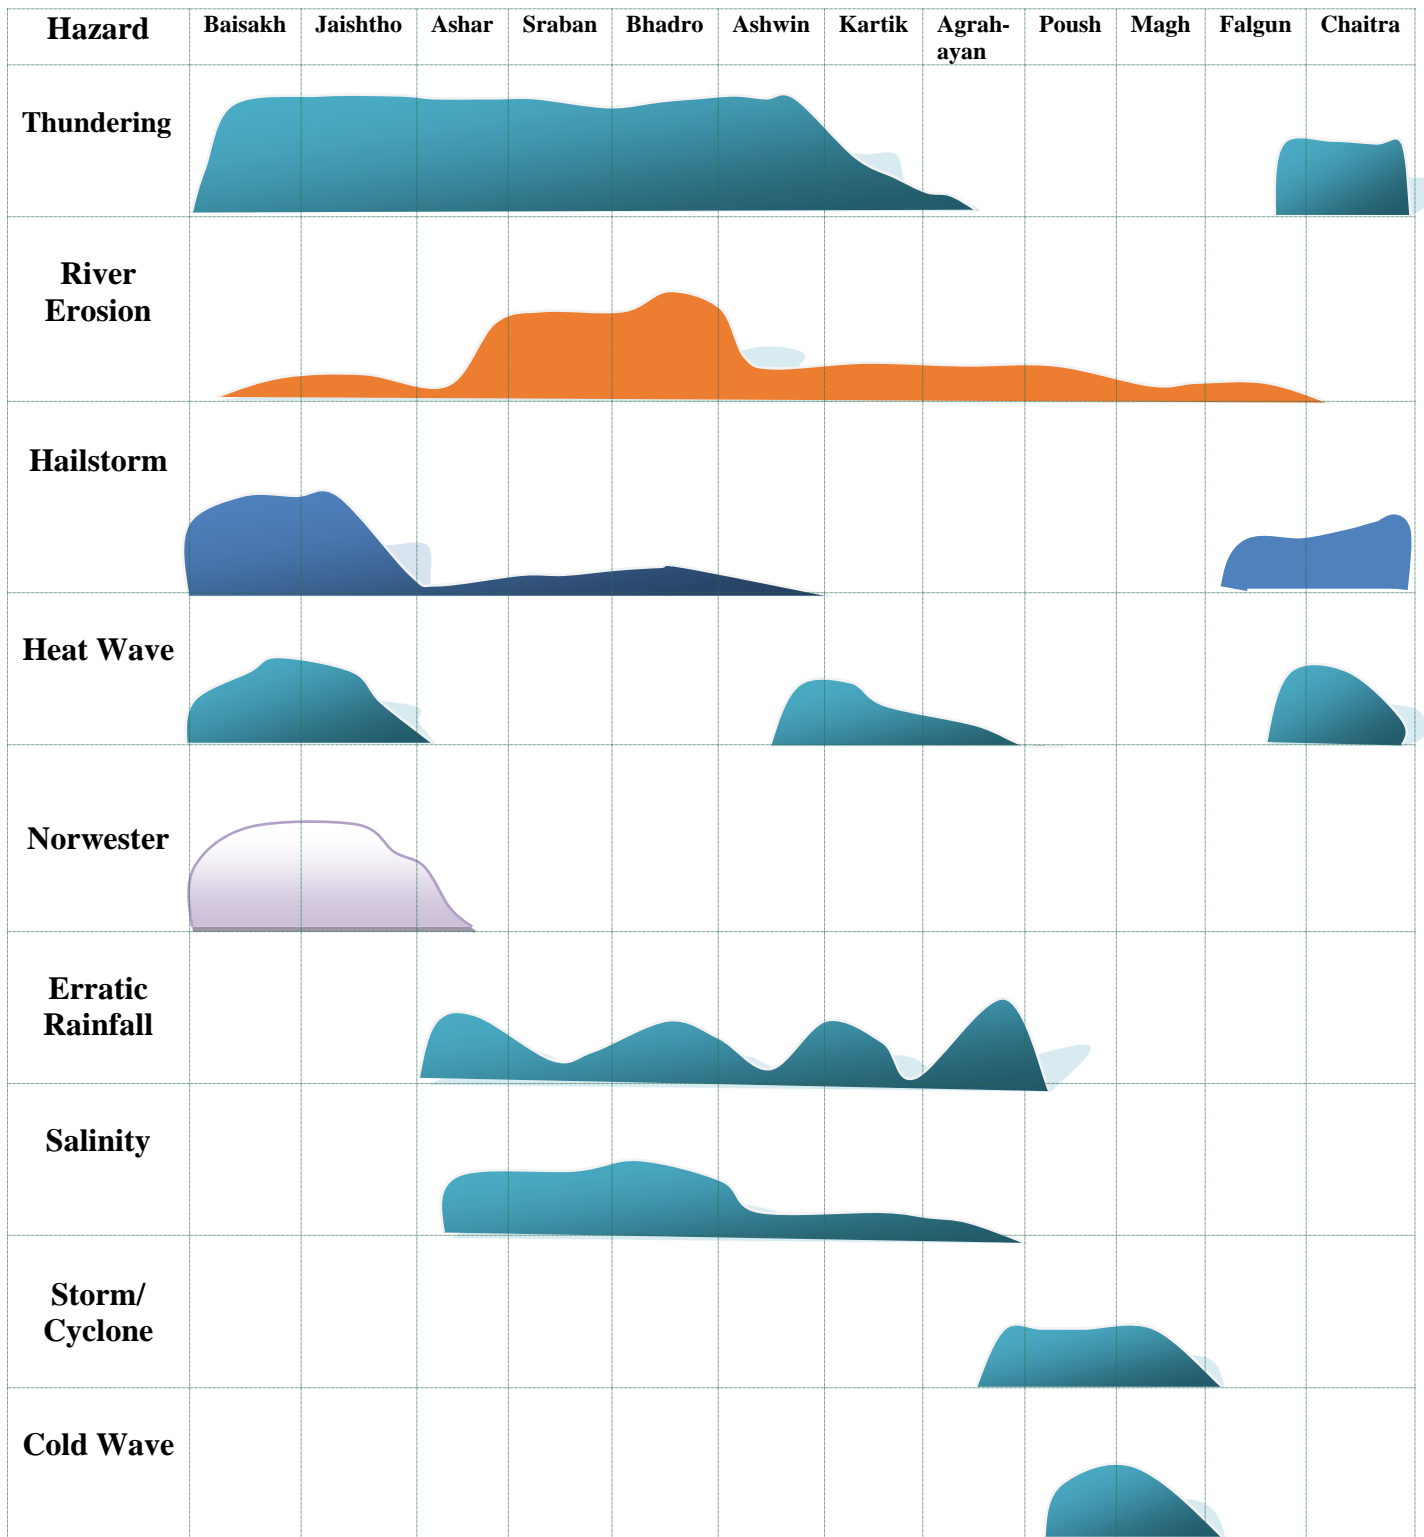 Hazard Baisakh Jaishtho Ashar Sraban Bhadro Ashwin Kartik Agrah- Poush Magh Falgun Chaitra
ayan
Thundering
River
Erosion
Hailstorm
Heat Wave
Norwester
Erratic
Rainfall
Salinity
Storm/
Cyclone
Cold Wave